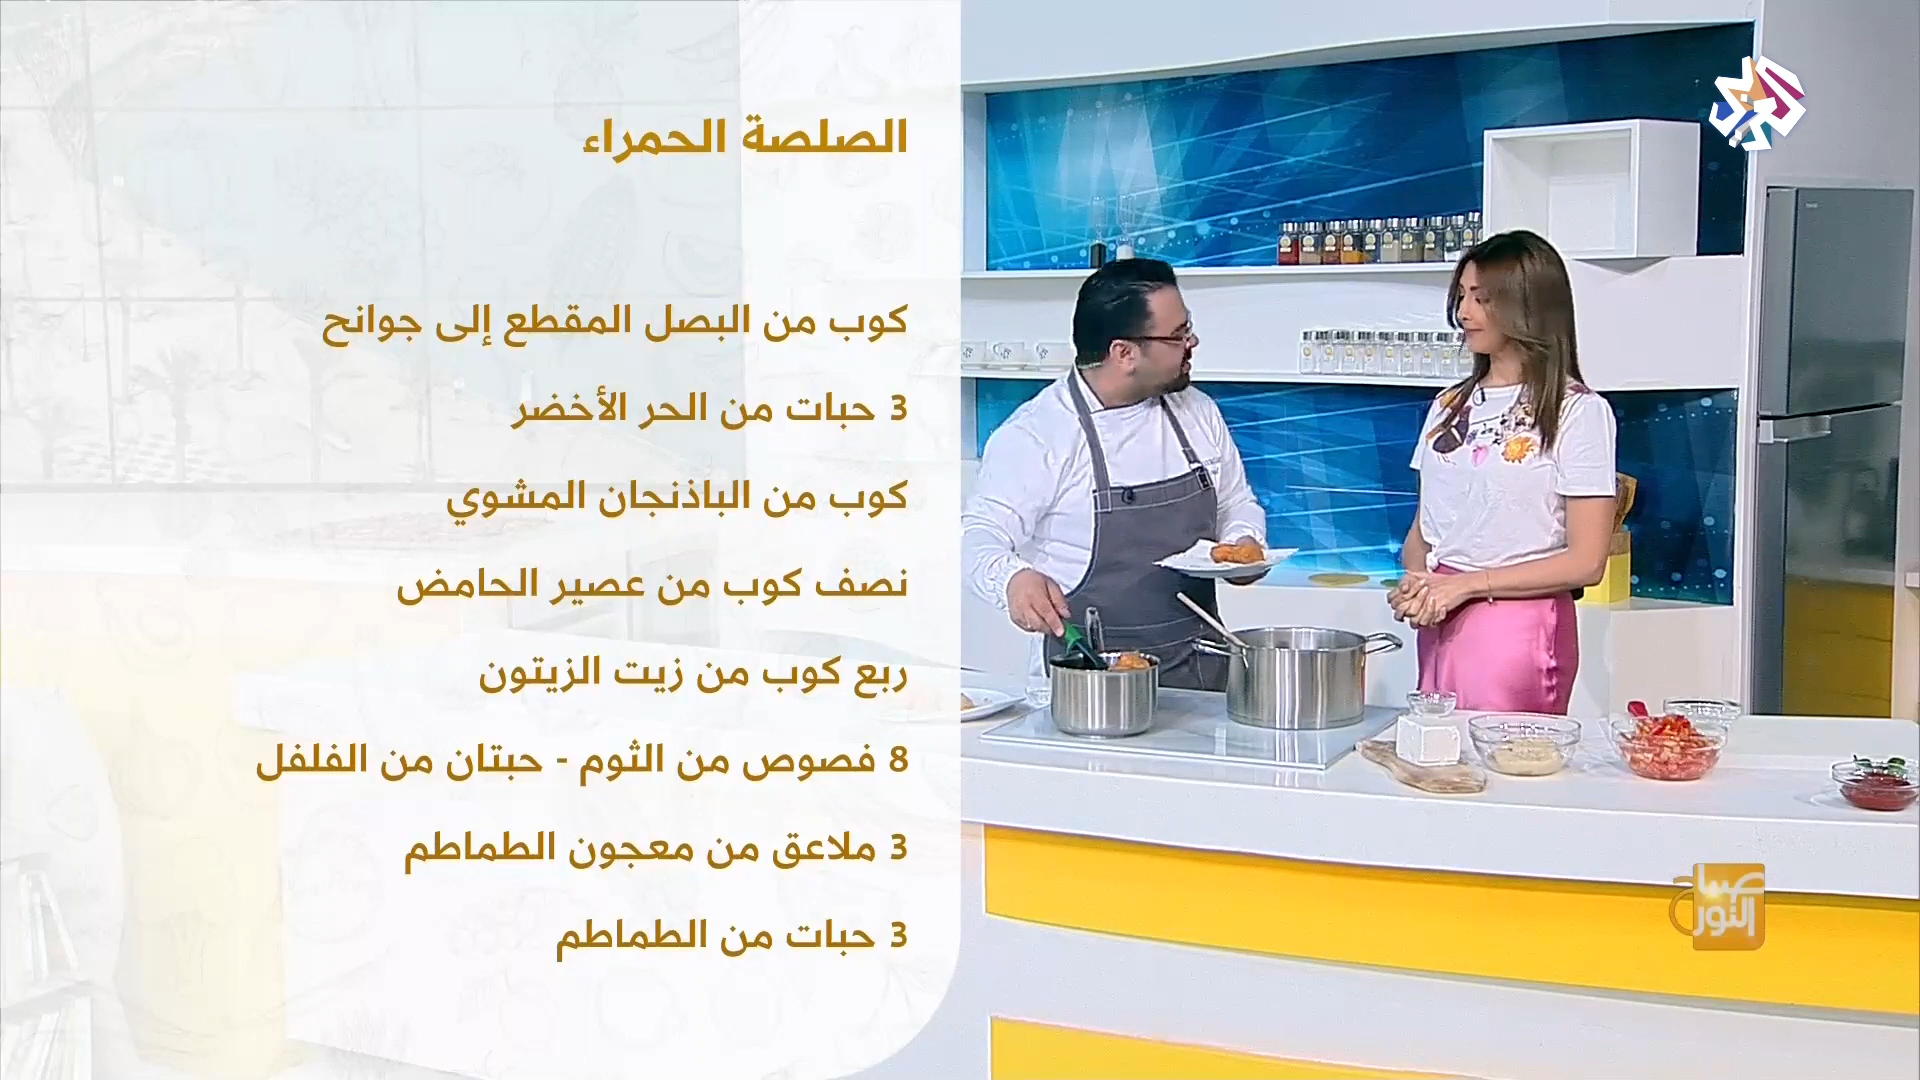 الصلصة الحمراء
كوب من البصل المقطع إلى جوانح
3 حبات من الحر الأخضر
كوب من الباذنجان المشوي
نصف كوب من عصير الحامض
ربع كوب من زيت الزيتون
8 فصوص من الثوم - حبتان من الفلفل
3 ملاعق من معجون الطماطم
3 حبات من الطماطم
صباح
النور